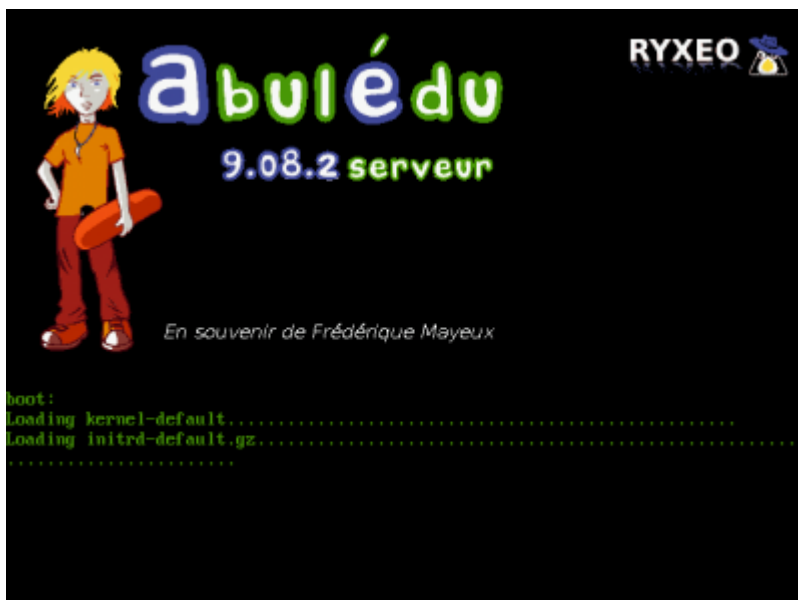 abulédu
RYXEO
9.08.2 serveur
En souvenir de Frédérique Mayeux
boot:
Loading kernel-default...................................................
Loading initrd-default.gz......................................................
.......................